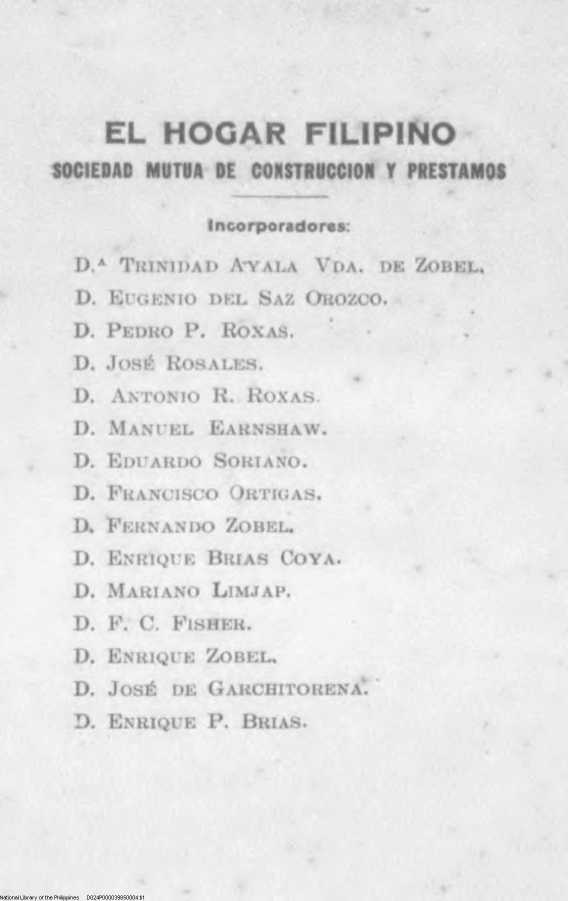 EL HOGAR FILIPINO
SOCIEDAD MUTUA DE CONSTRUCCION Y PRESTAMOS
Incorporadores:
D.ᴬ TRINIDAD AYALA VDA. DE ZOBEL.
D. EUGENIO DEL SAZ OROZCO.
D. PEDRO P. ROXAS.
D. JOSÉ ROSALES.
D. ANTONIO R. ROXAS.
D. MANUEL EARNSHAW.
D. EDUARDO SORIANO.
D. FRANCISCO ORTIGAS.
D. FERNANDO ZOBEL.
D. ENRIQUE BRIAS COYA.
D. MARIANO LIMJAP.
D. F. C. FISHER.
D. ENRIQUE ZOBEL.
D. JOSÉ DE GARCHITORENA.
D. ENRIQUE P. BRIAS.
National Library of the Philippines D024P000039850004.tif